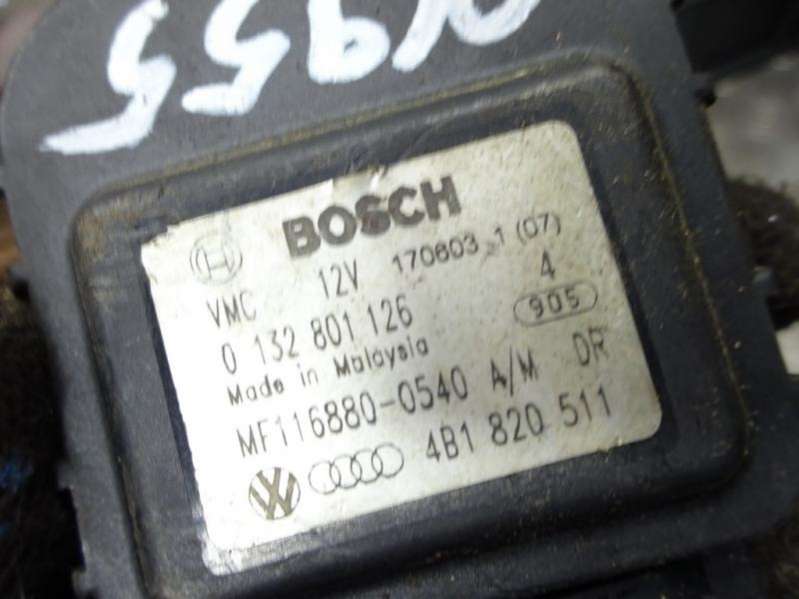 BOSCH
12V 170603 1 (07)
VMC 4
0 132 801 126 905
Made in Malaysia
MF116880-0540 A/M DR
4B1 820 511